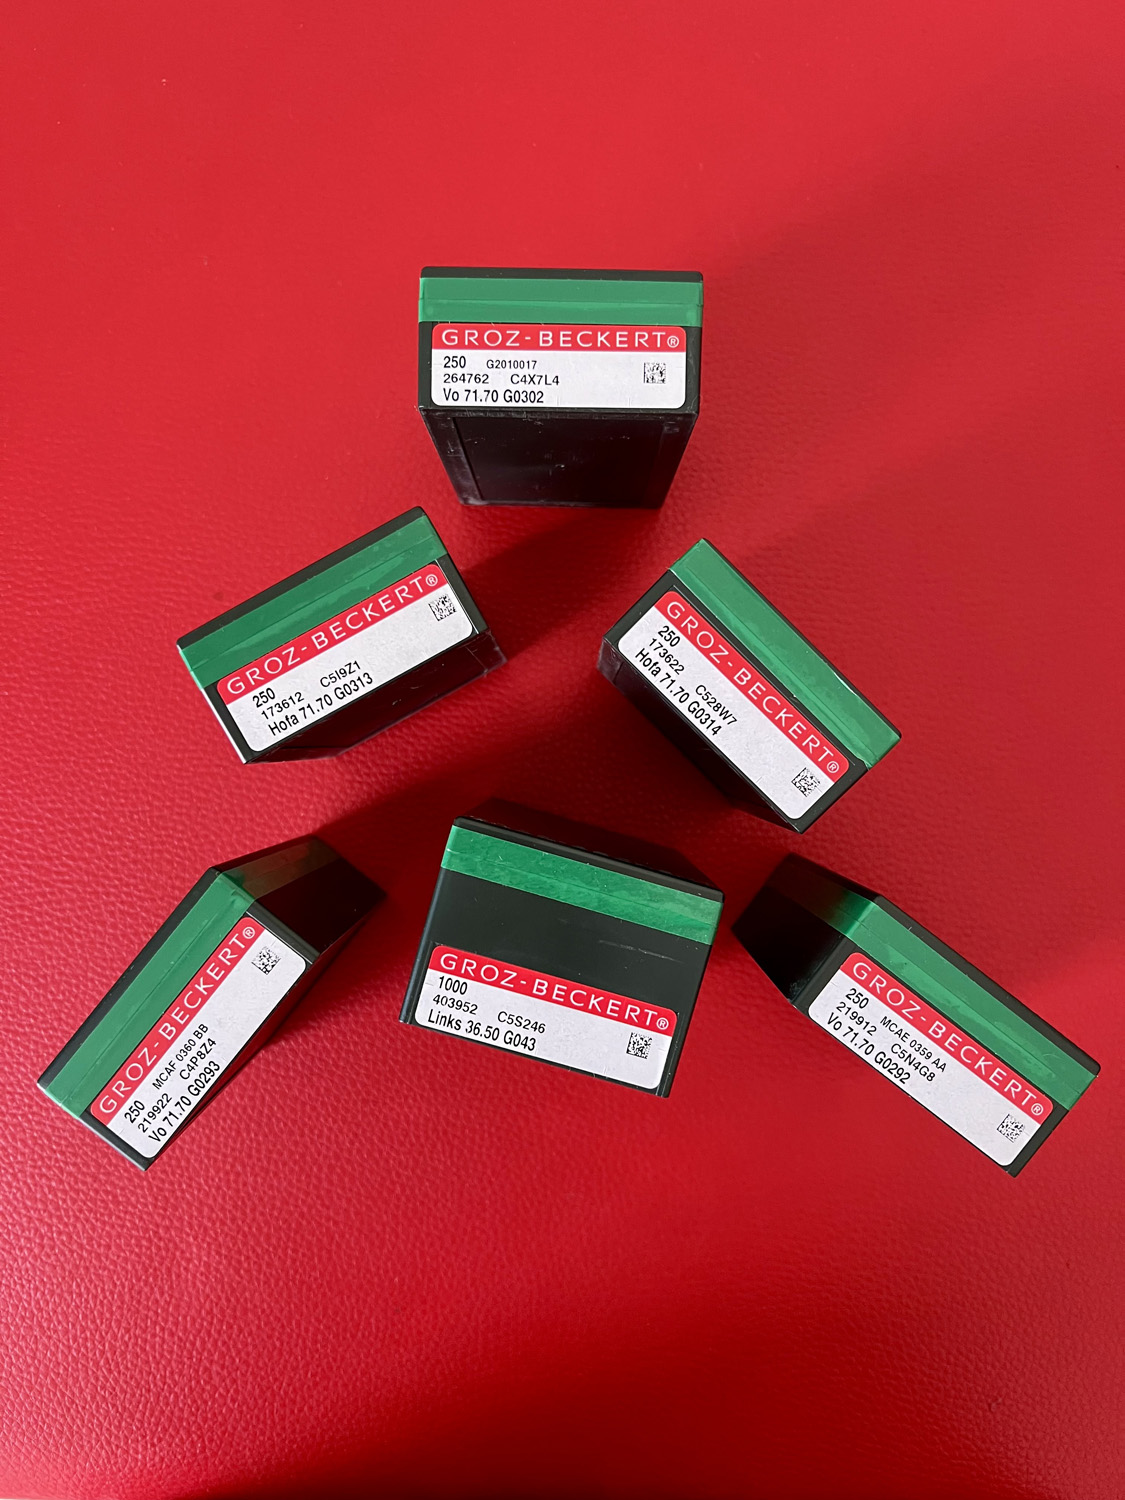 GROZ-BECKERT®
250 G2010017
264762 C4X7L4
Vo 71.70 G0302
GROZ-BECKERT®
250
173612 C5I9Z1
Hofa 71.70 G0313
GROZ-BECKERT®
250
173622 C528W7
Hofa 71.70 G0314
GROZ-BECKERT®
250 MCAF 0360 BB
219922 C4P8Z4
Vo 71.70 G0293
GROZ-BECKERT®
1000
403952 C5S246
Links 36.50 G043
GROZ-BECKERT®
250 MCAE 0359 AA
219912 C5N4G8
Vo 71.70 G0292